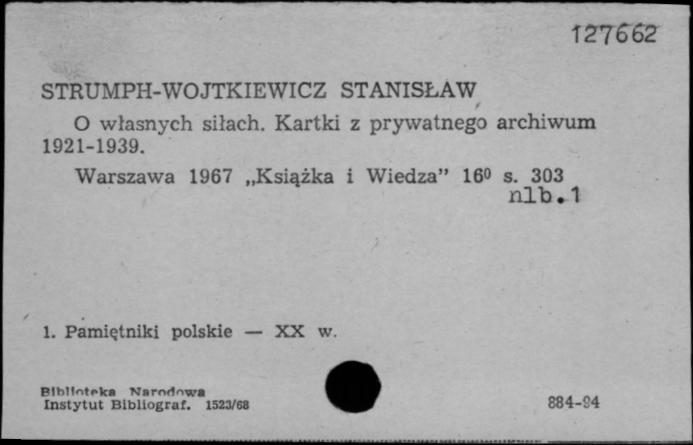 127662
STRUMPH-WOJTKIEWICZ STANISŁAW
O własnych siłach. Kartki z prywatnego archiwum
1921-1939.
Warszawa 1967 „Książka i Wiedza” 16⁰ s. 303
nlb.1
1. Pamiętniki polskie — XX w.
Biblioteka Narodowa
Instytut Bibliograf. 1523/68
884-94